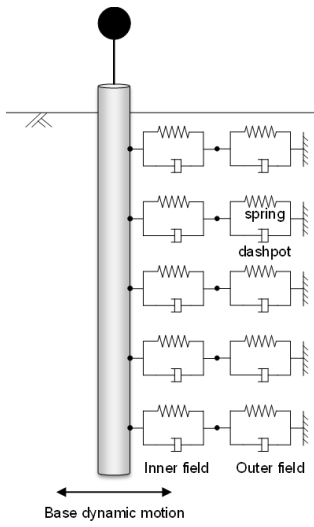 spring
dashpot
Inner field
Outer field
Base dynamic motion